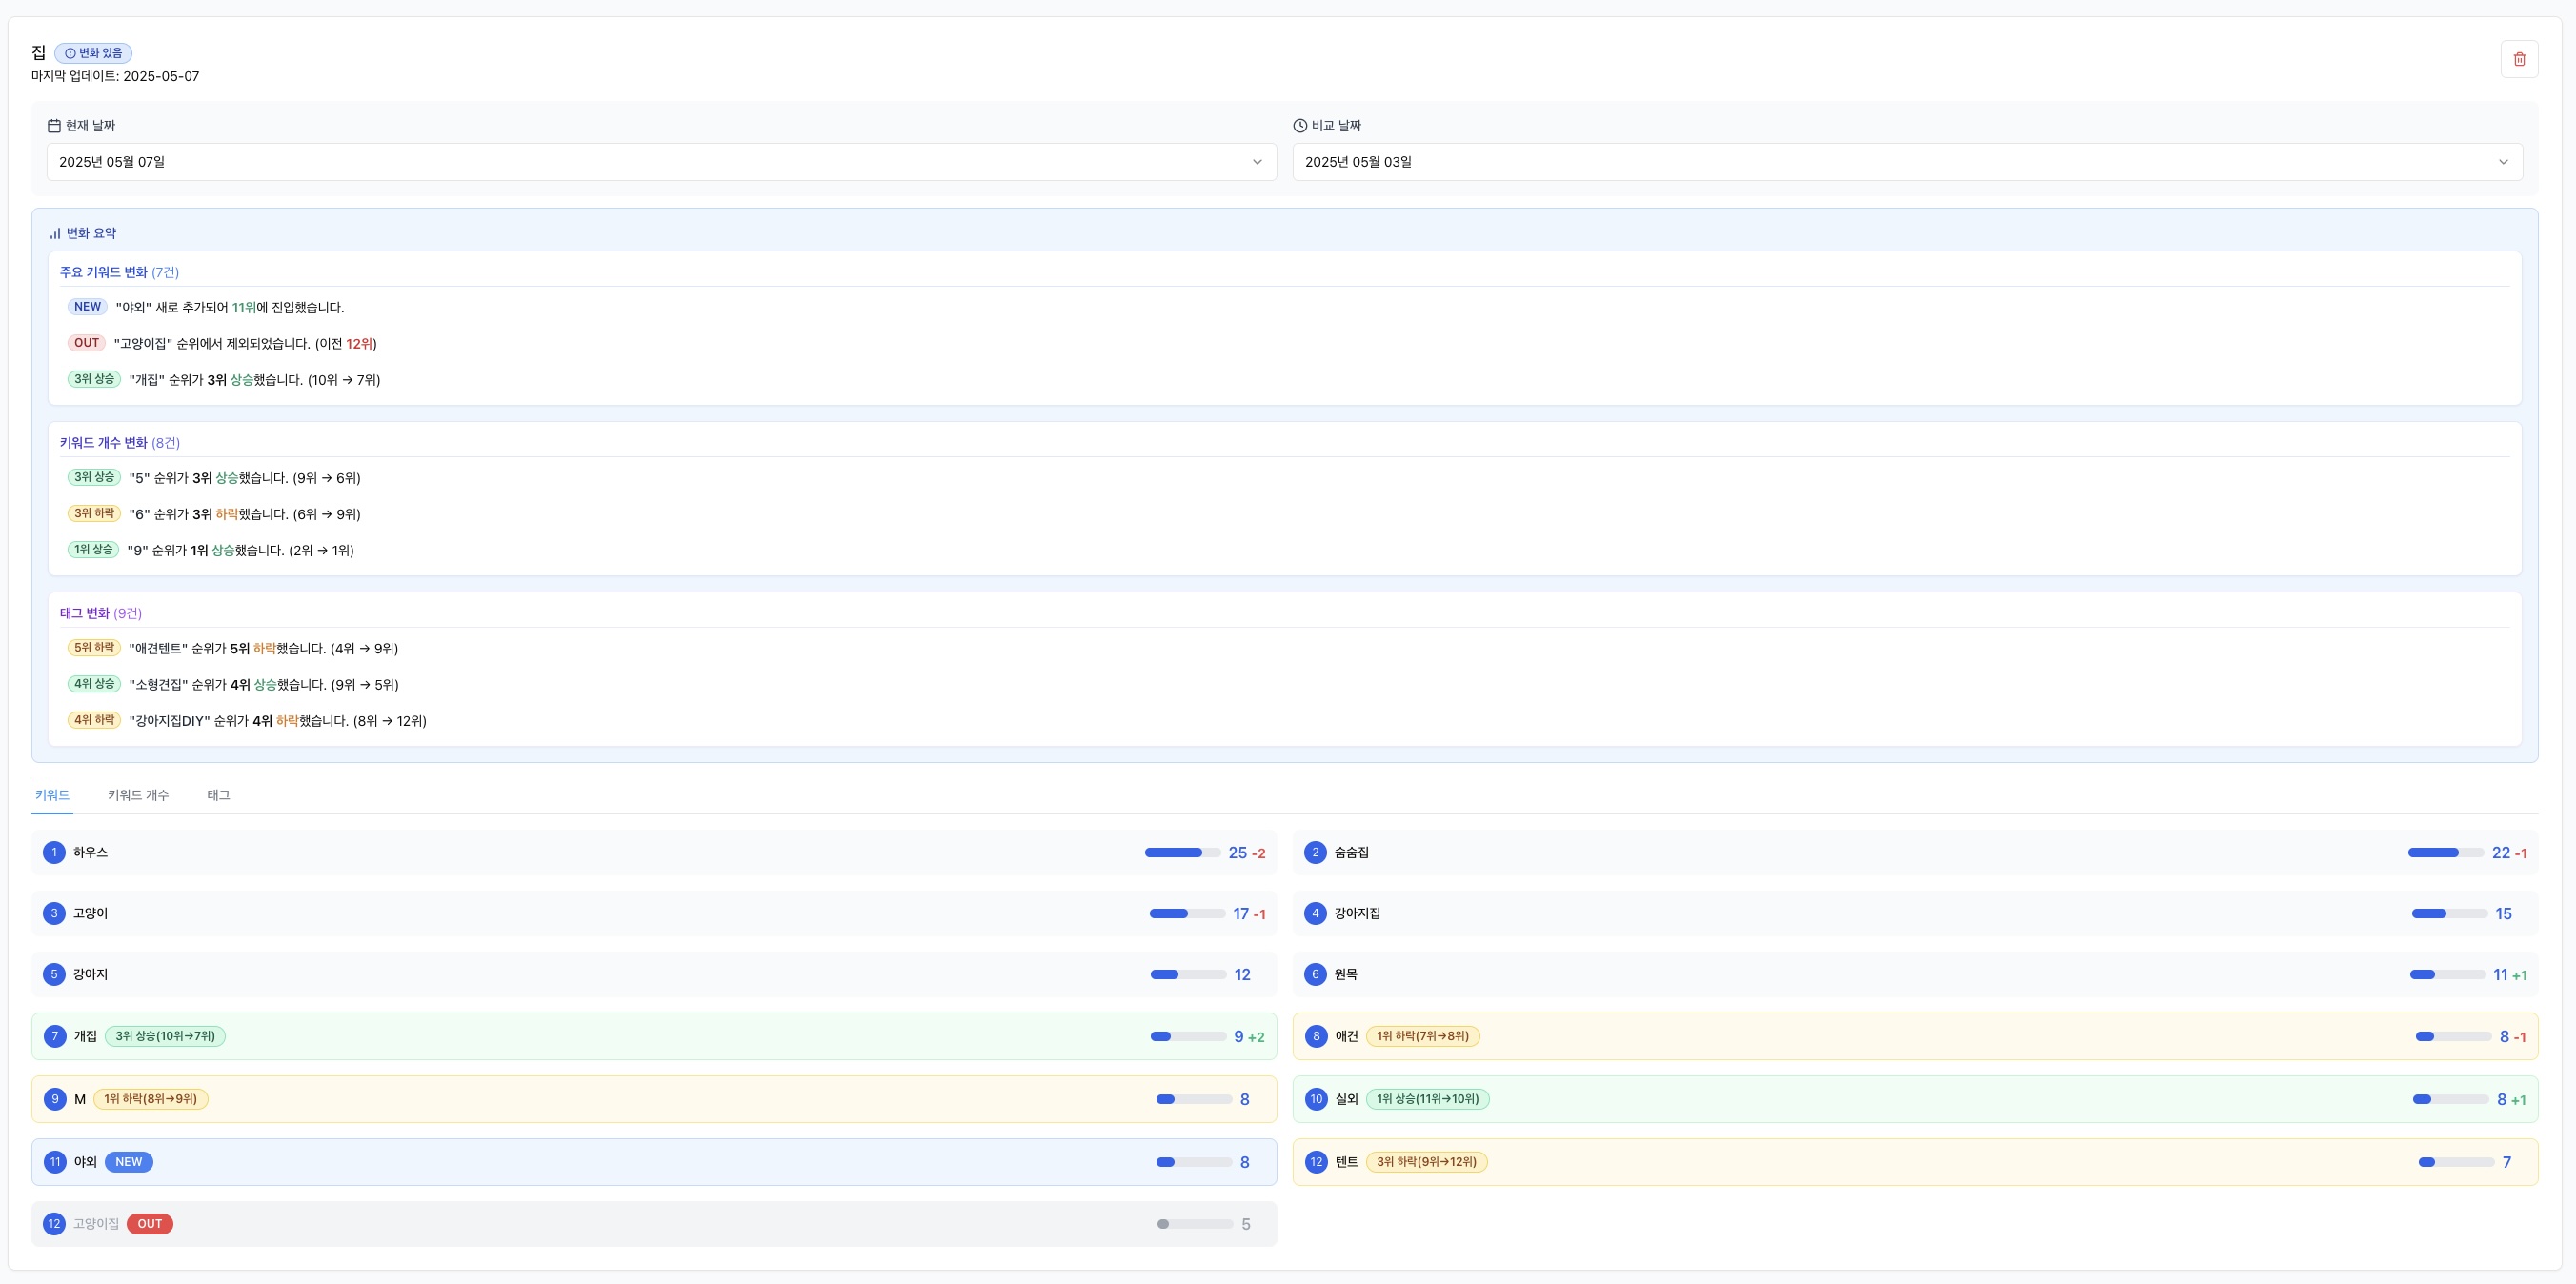 집 변화 있음
마지막 업데이트: 2025-05-07
현재 날짜
2025년 05월 07일
비교 날짜
2025년 05월 03일
변화 요약
주요 키워드 변화 (7건)
NEW "야외" 새로 추가되어 11위에 진입했습니다.
OUT "고양이집" 순위에서 제외되었습니다. (이전 12위)
3위 상승 "개집" 순위가 3위 상승했습니다. (10위 → 7위)
키워드 개수 변화 (8건)
3위 상승 "5" 순위가 3위 상승했습니다. (9위 → 6위)
3위 하락 "6" 순위가 3위 하락했습니다. (6위 → 9위)
1위 상승 "9" 순위가 1위 상승했습니다. (2위 → 1위)
태그 변화 (9건)
5위 하락 "애견텐트" 순위가 5위 하락했습니다. (4위 → 9위)
4위 상승 "소형견집" 순위가 4위 상승했습니다. (9위 → 5위)
4위 하락 "강아지집DIY" 순위가 4위 하락했습니다. (8위 → 12위)
키워드 키워드 개수 태그
1 하우스 25 -2
2 숨숨집 22 -1
3 고양이 17 -1
4 강아지집 15
5 강아지 12
6 원목 11 +1
7 개집 3위 상승(10위→7위) 9 +2
8 애견 1위 하락(7위→8위) 8 -1
9 M 1위 하락(8위→9위) 8
10 실외 1위 상승(11위→10위) 8 +1
11 야외 NEW 8
12 텐트 3위 하락(9위→12위) 7
12 고양이집 OUT 5